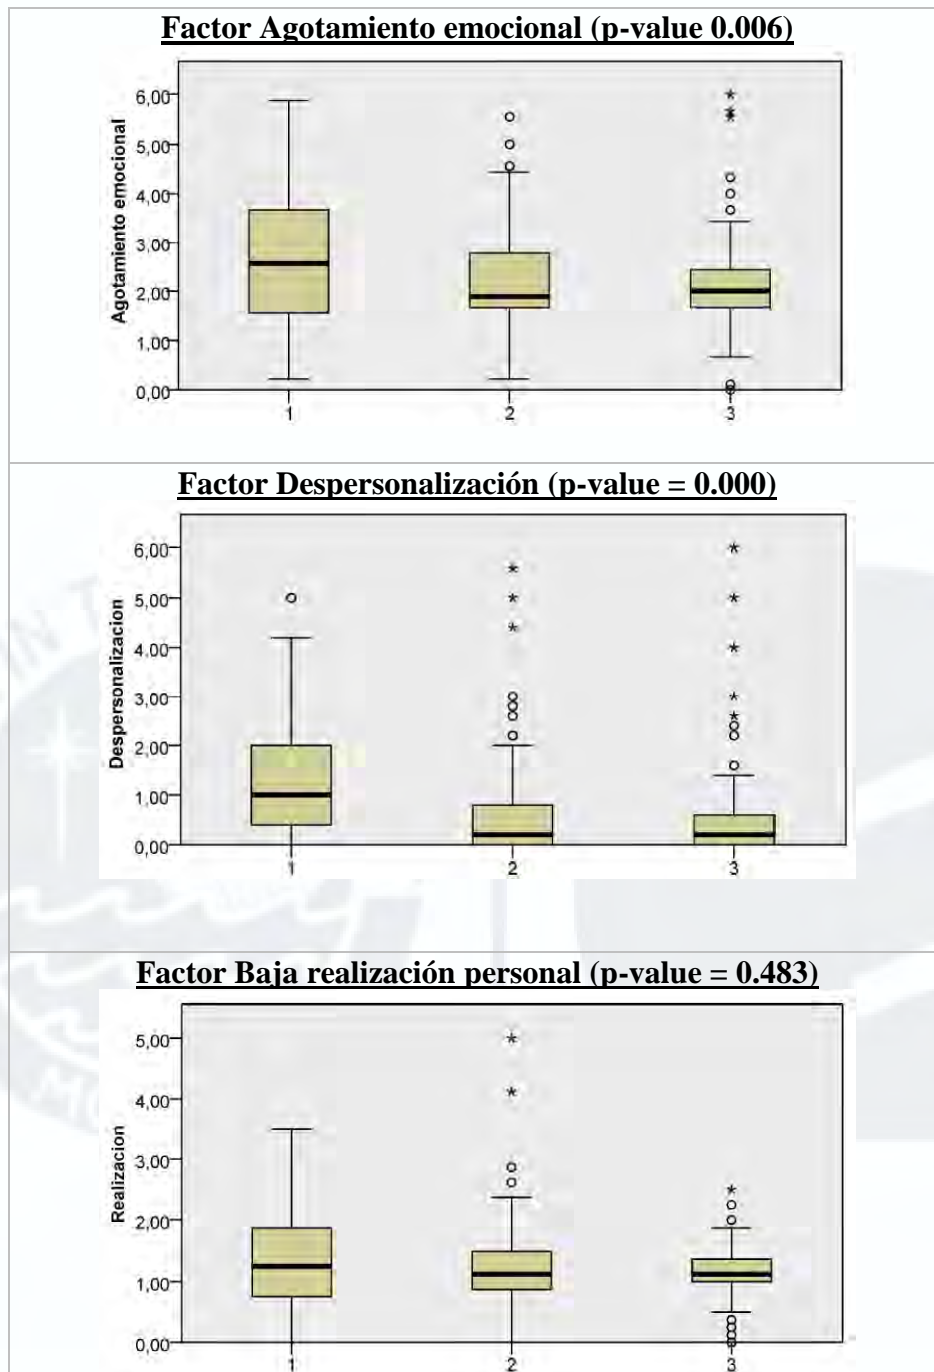 Factor Agotamiento emocional (p-value 0.006)
6,00
5,00
4,00
3,00
2,00
1,00
0,00
Agotamiento emocional
1 2 3
Factor Despersonalización (p-value = 0.000)
6,00
5,00
4,00
3,00
2,00
1,00
0,00
Despersonalizacion
1 2 3
Factor Baja realización personal (p-value = 0.483)
5,00
4,00
3,00
2,00
1,00
0,00
Realizacion
1 2 3